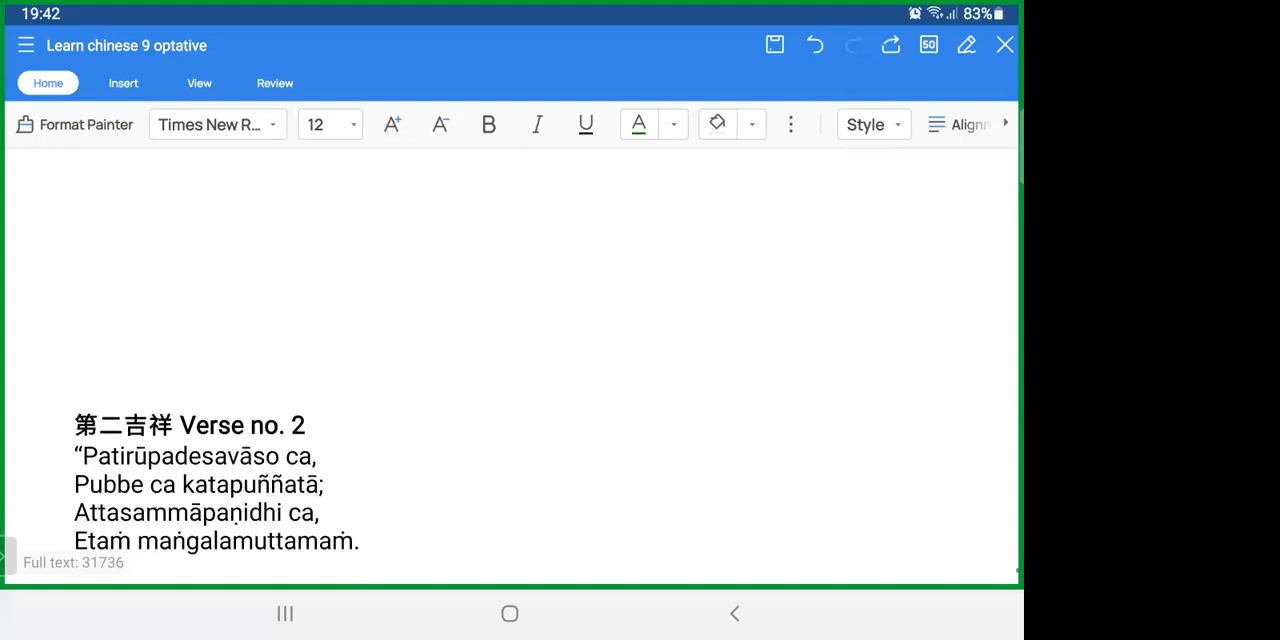 19:42 83%
Learn chinese 9 optative
50
Home Insert View Review
Format Painter Times New R... 12 A+ A- B I U A Style
第二吉祥 Verse no. 2
“Patirūpadesavāso ca,
Pubbe ca katapuññatā;
Attasammāpaṇidhi ca,
Etaṁ maṅgalamuttamaṁ.
Full text: 31736